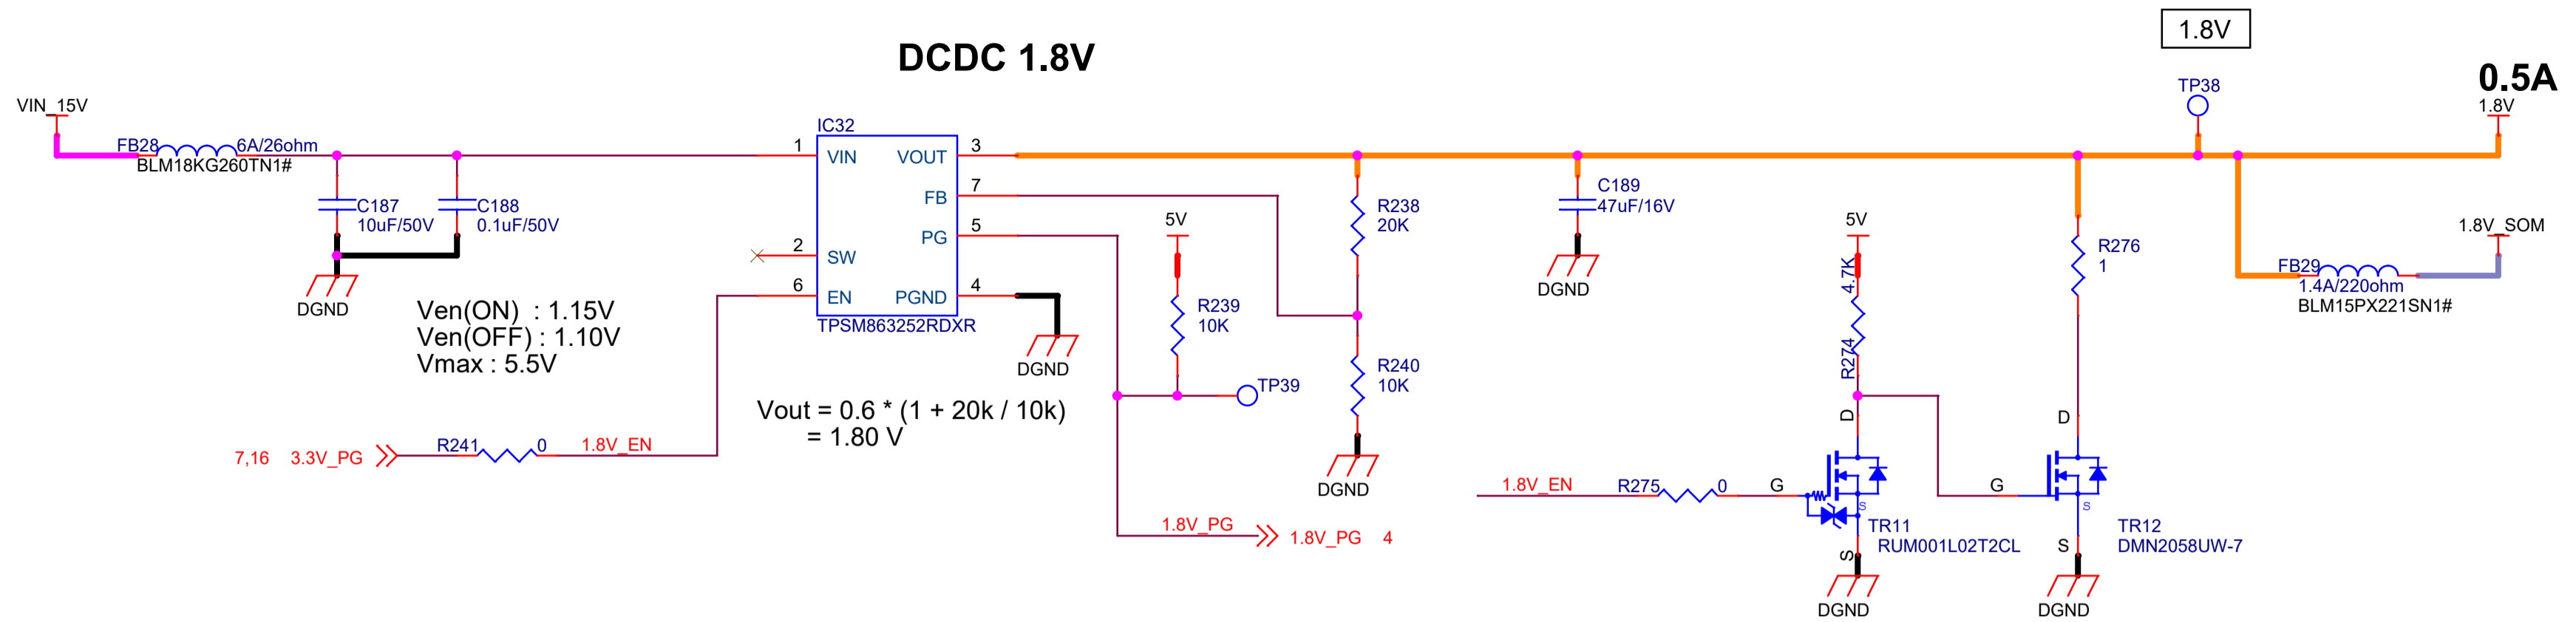 DCDC 1.8V
1.8V
0.5A
VIN_15V
FB28
6A/26ohm
BLM18KG260TN1#
C187
10uF/50V
C188
0.1uF/50V
DGND
IC32
1
VIN
VOUT
3
FB
7
PG
5
2
SW
6
EN
PGND
4
TPSM863252RDXR
DGND
Ven(ON) : 1.15V
Ven(OFF) : 1.10V
Vmax : 5.5V
Vout = 0.6 * (1 + 20k / 10k)
= 1.80 V
7,16 3.3V_PG
R241
0
1.8V_EN
5V
R239
10K
TP39
1.8V_PG
1.8V_PG 4
R238
20K
R240
10K
DGND
C189
47uF/16V
DGND
5V
4.7K
R274
D
1.8V_EN
R275
0
G
S
TR11
RUM001L02T2CL
S
DGND
TP38
1.8V
R276
1
D
G
S
TR12
DMN2058UW-7
S
DGND
1.8V_SOM
FB29
1.4A/220ohm
BLM15PX221SN1#